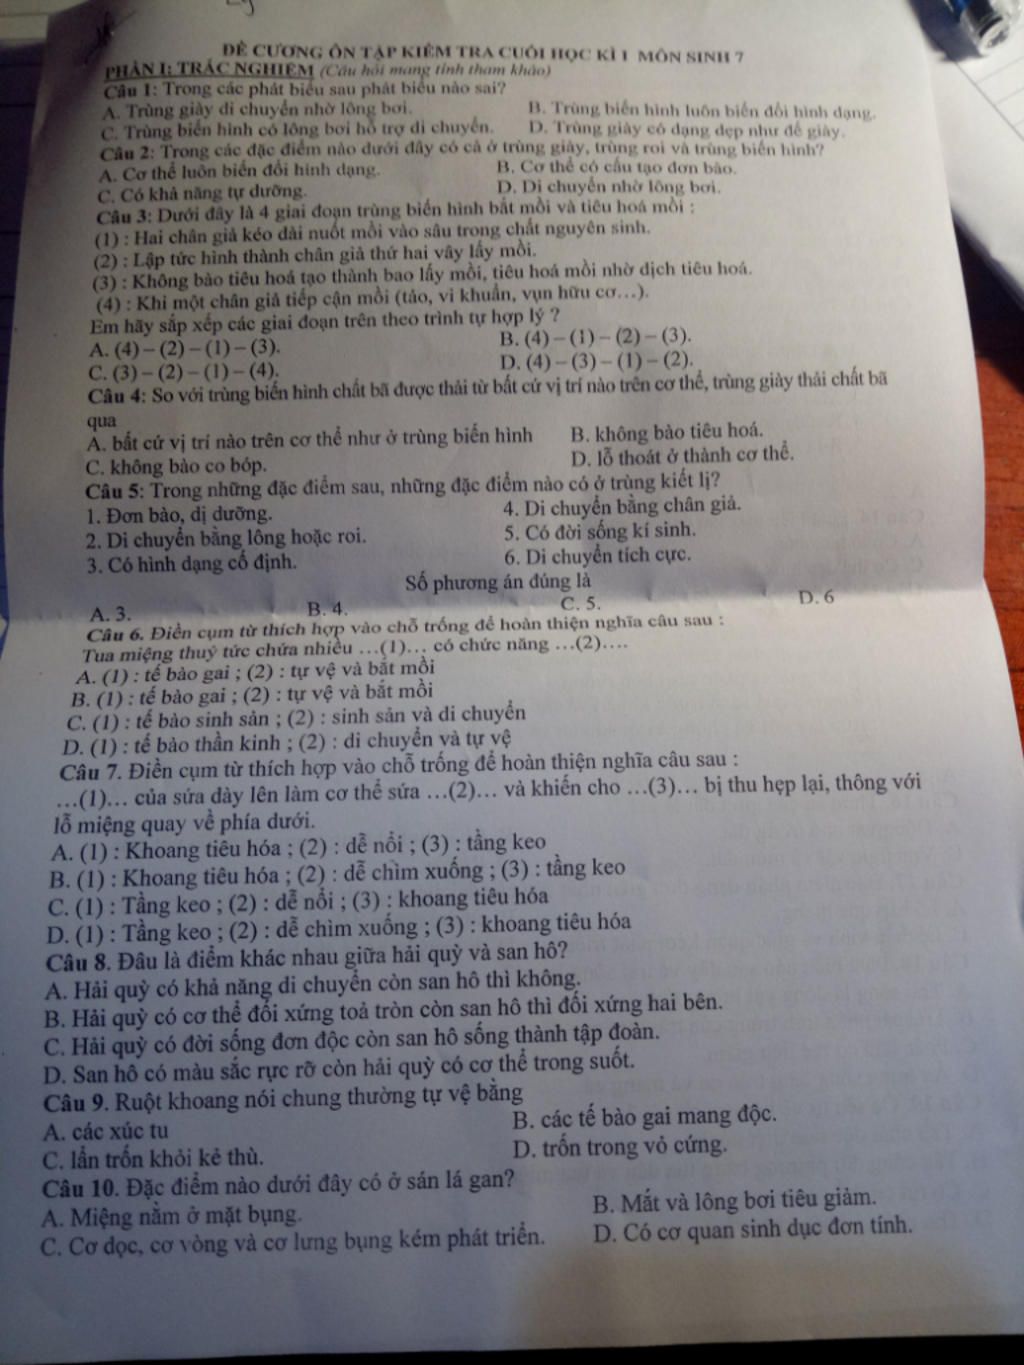 ĐỀ CƯƠNG ÔN TẬP KIỂM TRA CUỐI HỌC KÌ I MÔN SINH 7
PHẦN I: TRẮC NGHIỆM (Câu hỏi mang tính tham khảo)
Câu 1: Trong các phát biểu sau phát biểu nào sai?
A. Trùng giày di chuyển nhờ lông bơi. B. Trùng biến hình luôn biến đổi hình dạng.
C. Trùng biến hình có lông bơi hỗ trợ di chuyển. D. Trùng giày có dạng dẹp như đế giày.
Câu 2: Trong các đặc điểm nào dưới đây có cả ở trùng giày, trùng roi và trùng biến hình?
A. Cơ thể luôn biến đổi hình dạng. B. Cơ thể có cấu tạo đơn bào.
C. Có khả năng tự dưỡng. D. Di chuyển nhờ lông bơi.
Câu 3: Dưới đây là 4 giai đoạn trùng biến hình bắt mồi và tiêu hoá mồi :
(1) : Hai chân giả kéo dài nuốt mồi vào sâu trong chất nguyên sinh.
(2) : Lập tức hình thành chân giả thứ hai vây lấy mồi.
(3) : Không bào tiêu hoá tạo thành bao lấy mồi, tiêu hoá mồi nhờ dịch tiêu hoá.
(4) : Khi một chân giả tiếp cận mồi (tảo, vi khuẩn, vụn hữu cơ…).
Em hãy sắp xếp các giai đoạn trên theo trình tự hợp lý ?
A. (4) – (2) – (1) – (3). B. (4) – (1) – (2) – (3).
C. (3) – (2) – (1) – (4). D. (4) – (3) – (1) – (2).
Câu 4: So với trùng biến hình chất bã được thải từ bất cứ vị trí nào trên cơ thể, trùng giày thải chất bã
qua
A. bất cứ vị trí nào trên cơ thể như ở trùng biến hình B. không bào tiêu hoá.
C. không bào co bóp. D. lỗ thoát ở thành cơ thể.
Câu 5: Trong những đặc điểm sau, những đặc điểm nào có ở trùng kiết lị?
1. Đơn bào, dị dưỡng. 4. Di chuyển bằng chân giả.
2. Di chuyển bằng lông hoặc roi. 5. Có đời sống kí sinh.
3. Có hình dạng cố định. 6. Di chuyển tích cực.
Số phương án đúng là
A. 3. B. 4. C. 5. D. 6
Câu 6. Điền cụm từ thích hợp vào chỗ trống để hoàn thiện nghĩa câu sau :
Tua miệng thuỷ tức chứa nhiều …(1)… có chức năng …(2)….
A. (1) : tế bào gai ; (2) : tự vệ và bắt mồi
B. (1) : tế bào gai ; (2) : tự vệ và bắt mồi
C. (1) : tế bào sinh sản ; (2) : sinh sản và di chuyển
D. (1) : tế bào thần kinh ; (2) : di chuyển và tự vệ
Câu 7. Điền cụm từ thích hợp vào chỗ trống để hoàn thiện nghĩa câu sau :
…(1)… của sứa dày lên làm cơ thể sứa …(2)… và khiến cho …(3)… bị thu hẹp lại, thông với
lỗ miệng quay về phía dưới.
A. (1) : Khoang tiêu hóa ; (2) : dễ nổi ; (3) : tầng keo
B. (1) : Khoang tiêu hóa ; (2) : dễ chìm xuống ; (3) : tầng keo
C. (1) : Tầng keo ; (2) : dễ nổi ; (3) : khoang tiêu hóa
D. (1) : Tầng keo ; (2) : dễ chìm xuống ; (3) : khoang tiêu hóa
Câu 8. Đâu là điểm khác nhau giữa hải quỳ và san hô?
A. Hải quỳ có khả năng di chuyển còn san hô thì không.
B. Hải quỳ có cơ thể đối xứng toả tròn còn san hô thì đối xứng hai bên.
C. Hải quỳ có đời sống đơn độc còn san hô sống thành tập đoàn.
D. San hô có màu sắc rực rỡ còn hải quỳ có cơ thể trong suốt.
Câu 9. Ruột khoang nói chung thường tự vệ bằng
A. các xúc tu B. các tế bào gai mang độc.
C. lẩn trốn khỏi kẻ thù. D. trốn trong vỏ cứng.
Câu 10. Đặc điểm nào dưới đây có ở sán lá gan?
A. Miệng nằm ở mặt bụng. B. Mắt và lông bơi tiêu giảm.
C. Cơ dọc, cơ vòng và cơ lưng bụng kém phát triển. D. Có cơ quan sinh dục đơn tính.